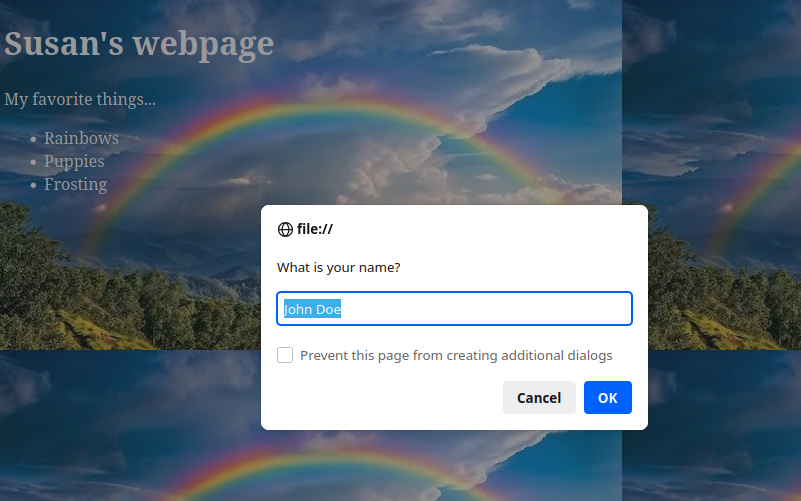 Susan's webpage
My favorite things...
• Rainbows
• Puppies
• Frosting
file://
What is your name?
John Doe
Prevent this page from creating additional dialogs
Cancel OK